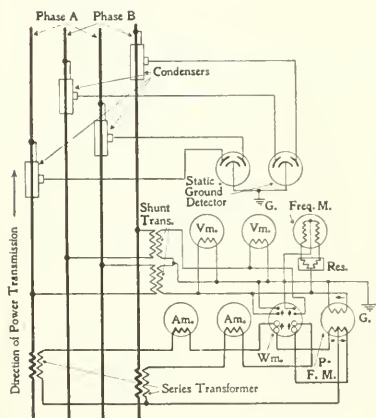 Phase A Phase B
Condensers
Static
Ground
Detector
G.
Freq. M.
Shunt
Trans.
Vm.
Vm.
Res.
G.
Am.
Am.
Wm.
P-
F. M.
Series Transformer
Direction of Power Transmission